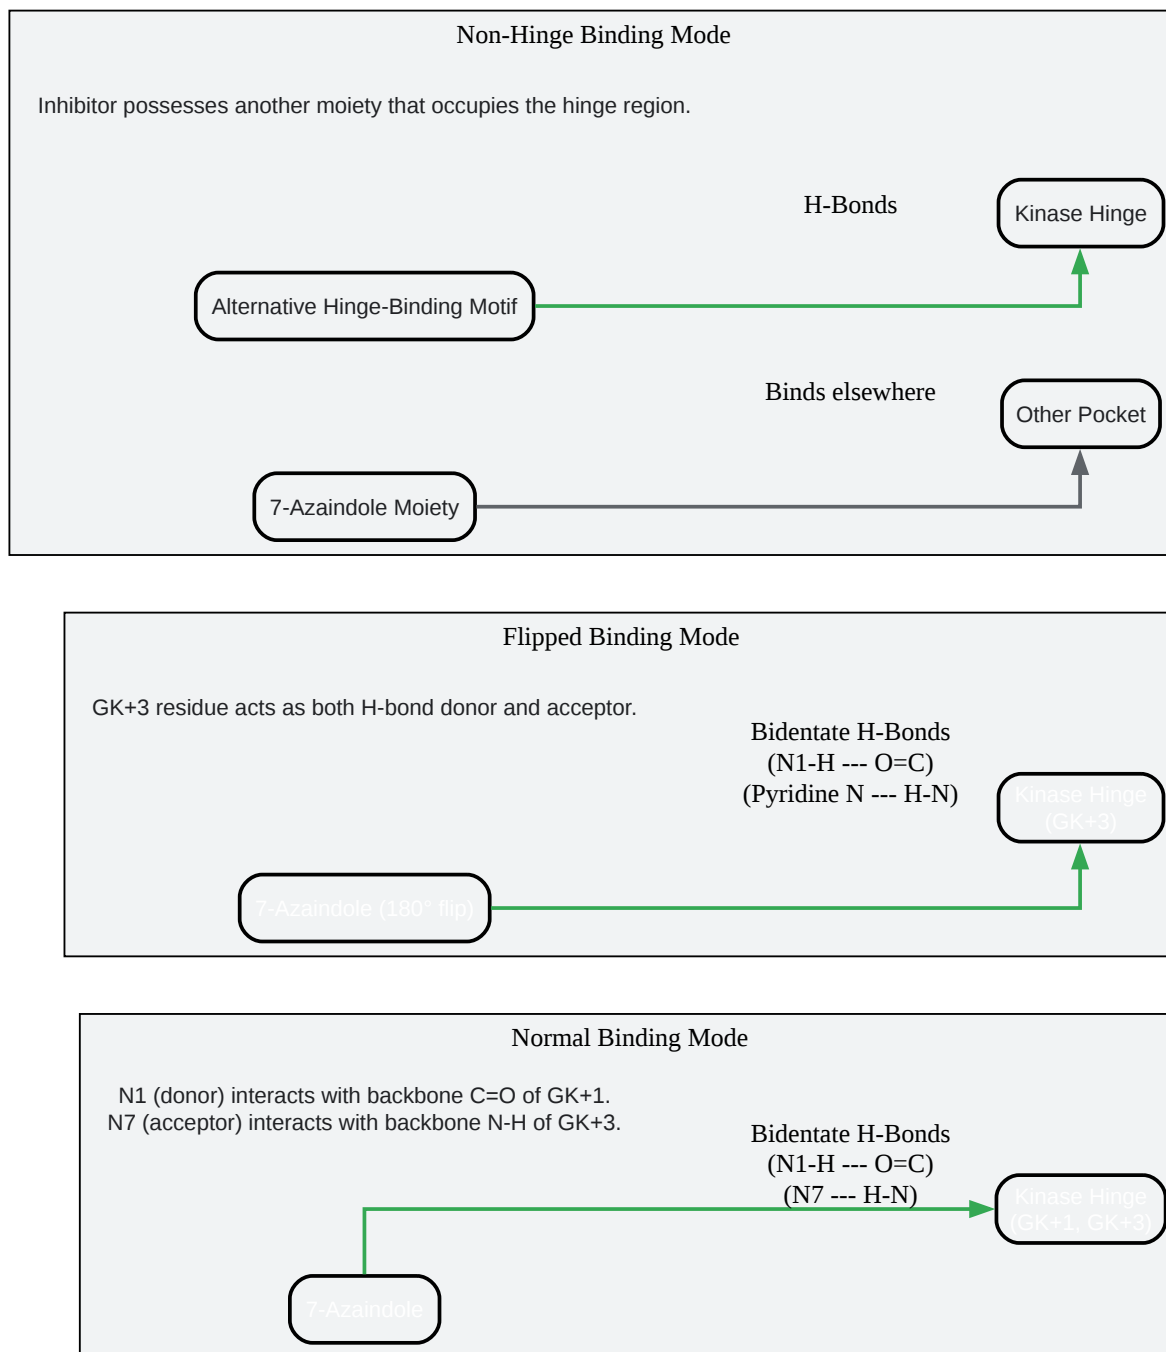 Non-Hinge Binding Mode
Inhibitor possesses another moiety that occupies the hinge region.
H-Bonds
Kinase Hinge
Alternative Hinge-Binding Motif
Binds elsewhere
Other Pocket
7-Azaindole Moiety
Flipped Binding Mode
GK+3 residue acts as both H-bond donor and acceptor.
Bidentate H-Bonds
(N1-H --- O=C)
(Pyridine N --- H-N)
Kinase Hinge
(GK+3)
7-Azaindole (180° flip)
Normal Binding Mode
N1 (donor) interacts with backbone C=O of GK+1.
N7 (acceptor) interacts with backbone N-H of GK+3.
Bidentate H-Bonds
(N1-H --- O=C)
(N7 --- H-N)
Kinase Hinge
(GK+1, GK+3)
7-Azaindole